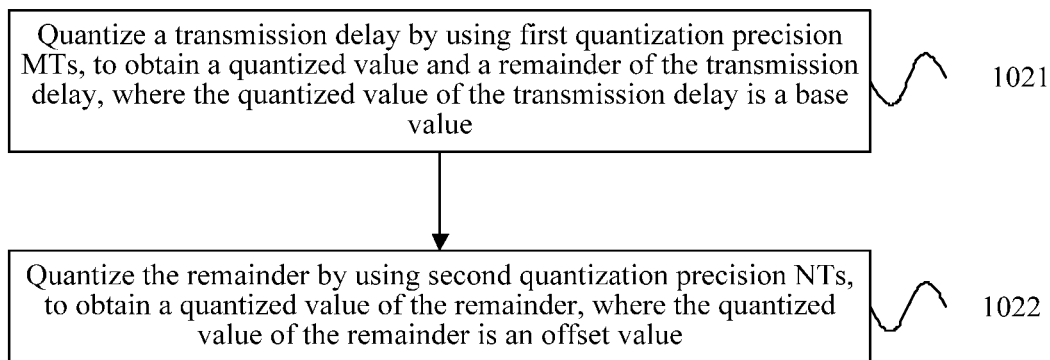 Quantize a transmission delay by using first quantization precision
MTs, to obtain a quantized value and a remainder of the transmission
delay, where the quantized value of the transmission delay is a base
value
1021
Quantize the remainder by using second quantization precision NTs,
to obtain a quantized value of the remainder, where the quantized
value of the remainder is an offset value
1022